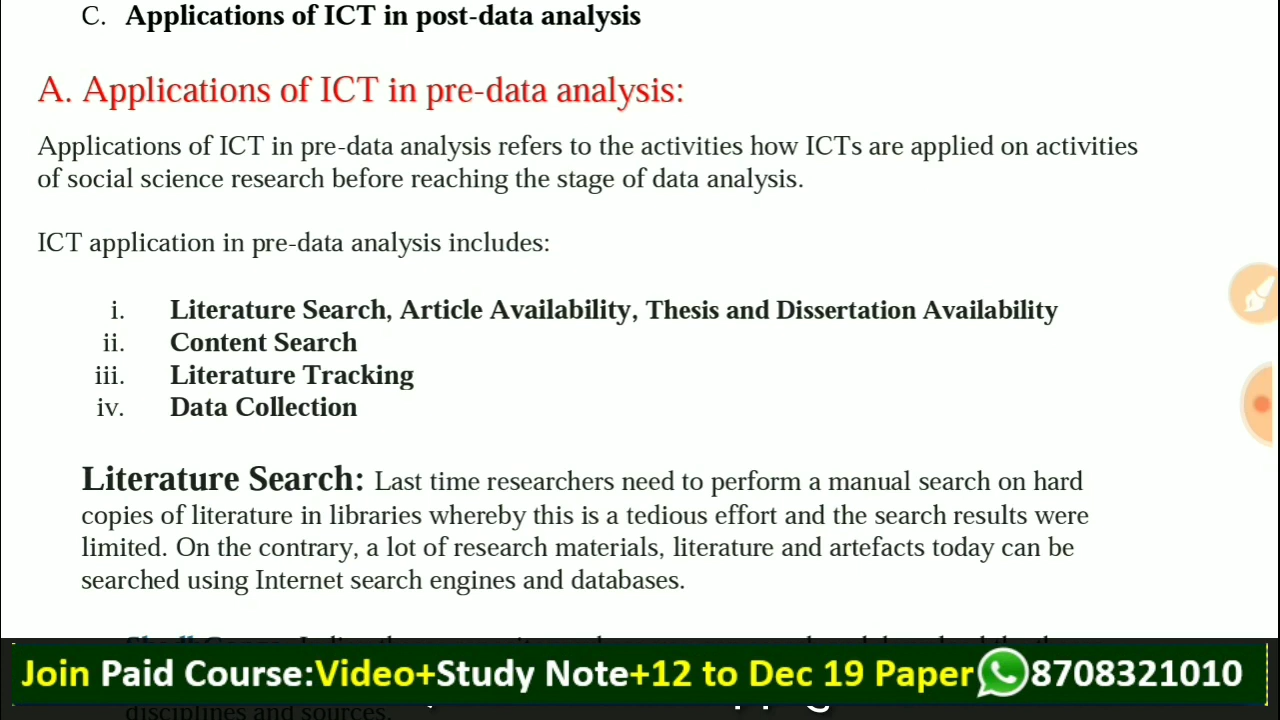 C. Applications of ICT in post-data analysis
A. Applications of ICT in pre-data analysis:
Applications of ICT in pre-data analysis refers to the activities how ICTs are applied on activities
of social science research before reaching the stage of data analysis.
ICT application in pre-data analysis includes:
i. Literature Search, Article Availability, Thesis and Dissertation Availability
ii. Content Search
iii. Literature Tracking
iv. Data Collection
Literature Search: Last time researchers need to perform a manual search on hard
copies of literature in libraries whereby this is a tedious effort and the search results were
limited. On the contrary, a lot of research materials, literature and artefacts today can be
searched using Internet search engines and databases.
Join Paid Course:Video+Study Note+12 to Dec 19 Paper 8708321010
disciplines and sources.